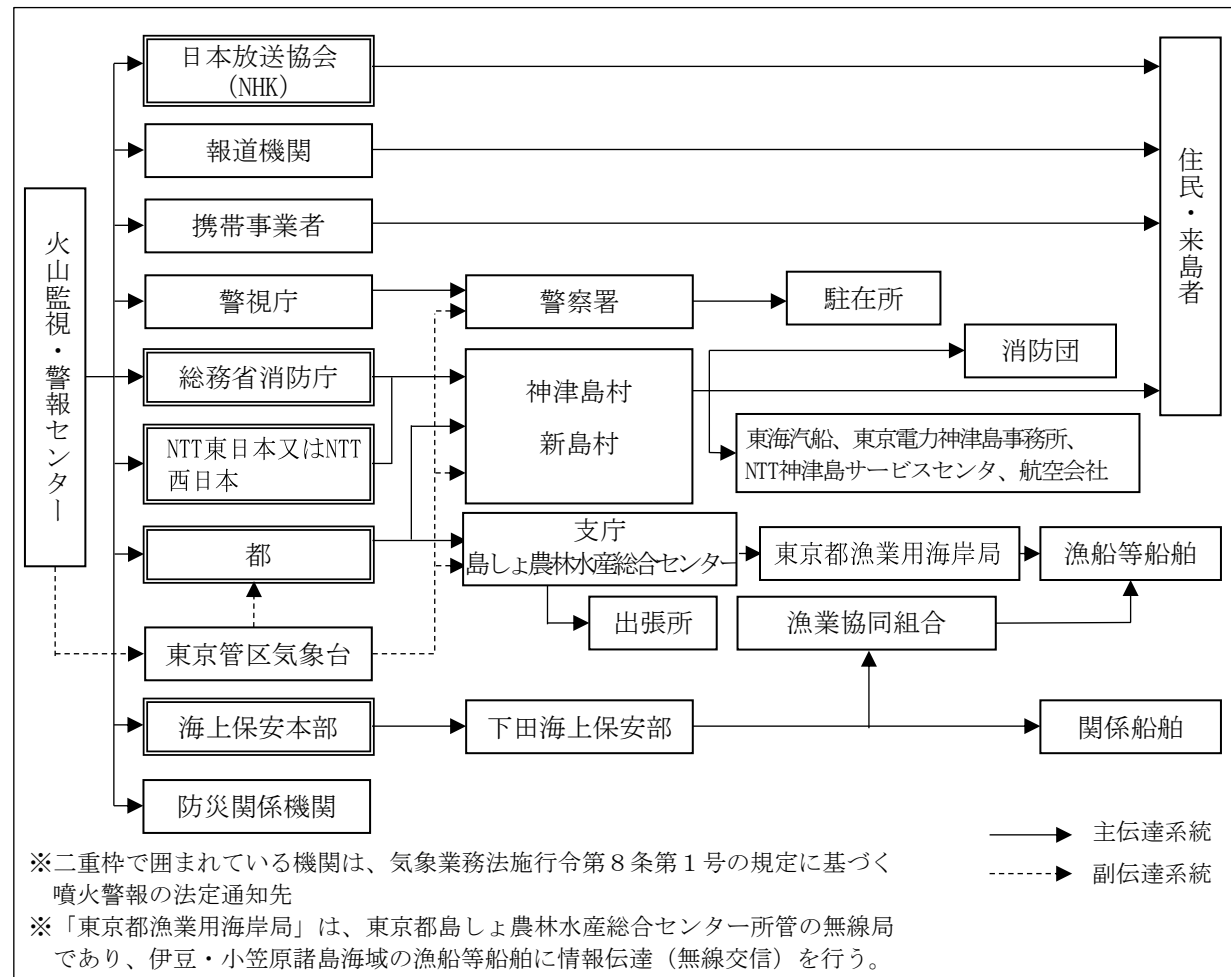 日本放送協会
(NHK)
報道機関
携帯事業者
警視庁
総務省消防庁
NTT東日本又はNTT
西日本
都
東京管区気象台
海上保安本部
防災関係機関
火山監視・警報センター
警察署
駐在所
神津島村
新島村
消防団
東海汽船、東京電力神津島事務所、
NTT神津島サービスセンタ、航空会社
支庁
島しょ農林水産総合センター
出張所
東京都漁業用海岸局
漁船等船舶
漁業協同組合
下田海上保安部
関係船舶
住民・来島者
主伝達系統
副伝達系統
※二重枠で囲まれている機関は、気象業務法施行令第8条第1号の規定に基づく
噴火警報の法定通知先
※「東京都漁業用海岸局」は、東京都島しょ農林水産総合センター所管の無線局
であり、伊豆・小笠原諸島海域の漁船等船舶に情報伝達（無線交信）を行う。